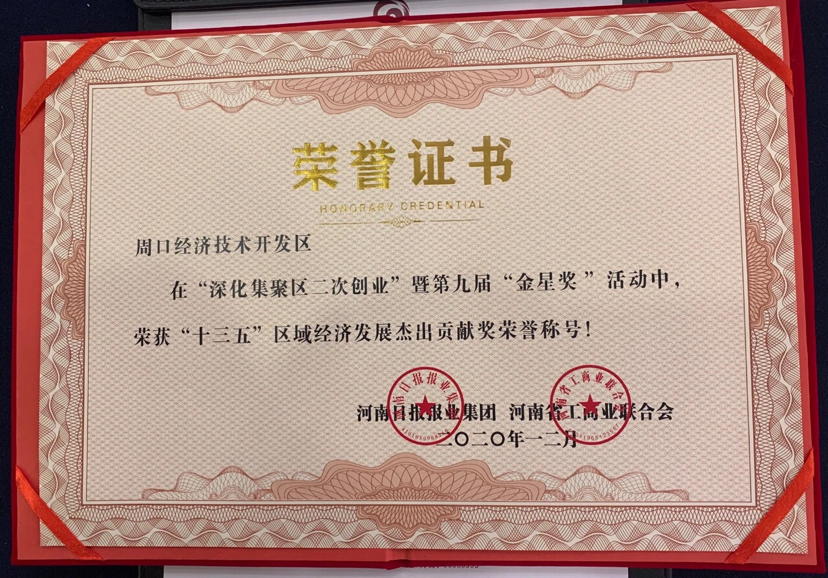 荣誉证书
HONORARY CREDENTIAL
周口经济技术开发区
在“深化集聚区二次创业”暨第九届“金星奖”活动中，
荣获“十三五”区域经济发展杰出贡献奖荣誉称号！
河南日报报业集团 河南省工商业联合会
二〇二〇年一二月